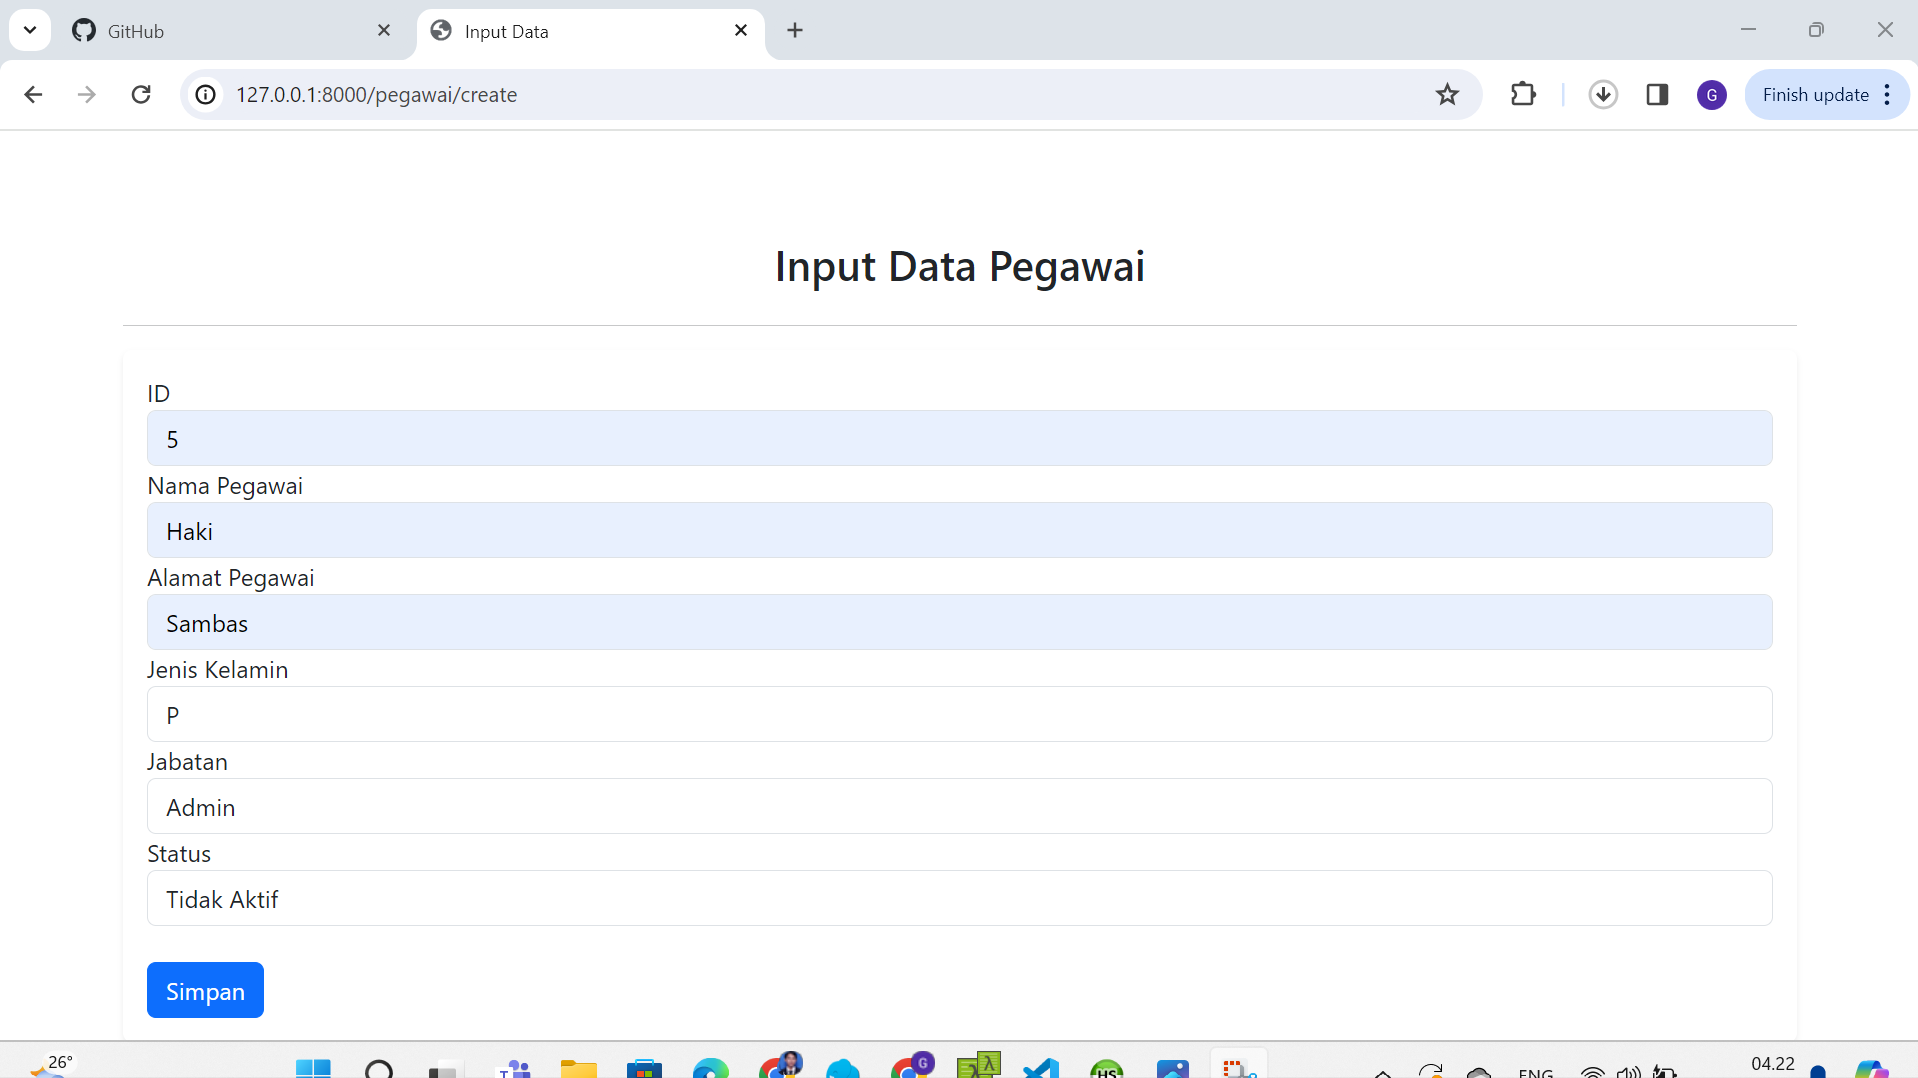 GitHub
Input Data
127.0.0.1:8000/pegawai/create
G
Finish update
Input Data Pegawai
ID
5
Nama Pegawai
Haki
Alamat Pegawai
Sambas
Jenis Kelamin
P
Jabatan
Admin
Status
Tidak Aktif
Simpan
26°
T
G
λ
λ
HS
ENG
04.22